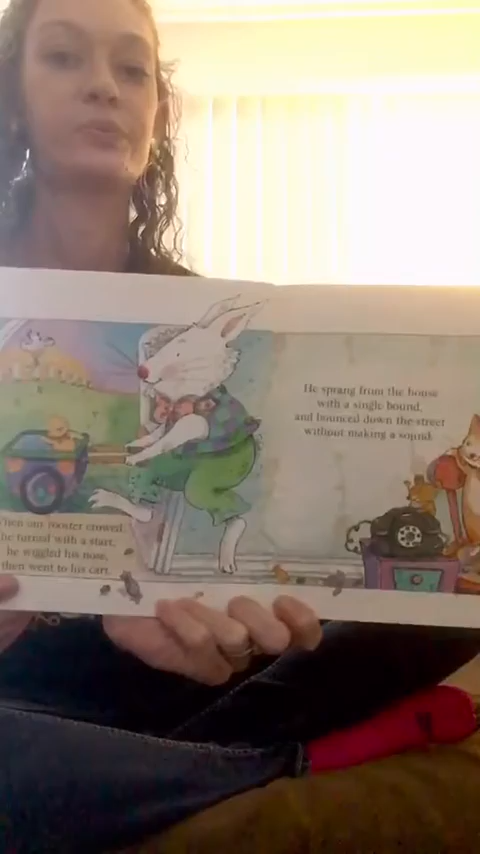 When our rooster crowed,
he turned with a start,
he wiggled his nose,
then went to his cart.
He sprang from the house
with a single bound,
and bounced down the street
without making a sound.